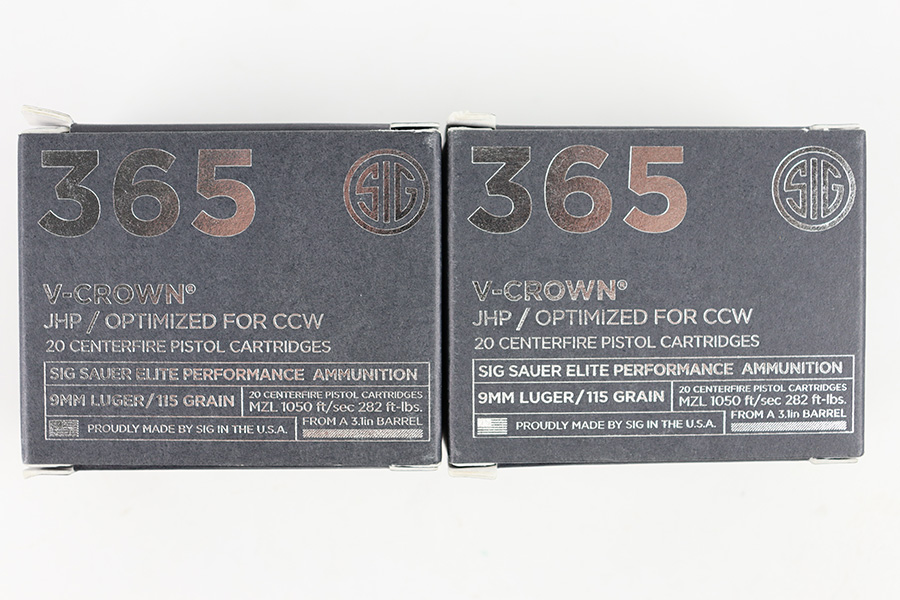 365 SIG
V-CROWN®
JHP / OPTIMIZED FOR CCW
20 CENTERFIRE PISTOL CARTRIDGES
SIG SAUER ELITE PERFORMANCE AMMUNITION
9MM LUGER / 115 GRAIN
20 CENTERFIRE PISTOL CARTRIDGES
MZL 1050 ft/sec 282 ft-lbs.
FROM A 3.1in BARREL
PROUDLY MADE BY SIG IN THE U.S.A.
365 SIG
V-CROWN®
JHP / OPTIMIZED FOR CCW
20 CENTERFIRE PISTOL CARTRIDGES
SIG SAUER ELITE PERFORMANCE AMMUNITION
9MM LUGER / 115 GRAIN
20 CENTERFIRE PISTOL CARTRIDGES
MZL 1050 ft/sec 282 ft-lbs.
FROM A 3.1in BARREL
PROUDLY MADE BY SIG IN THE U.S.A.